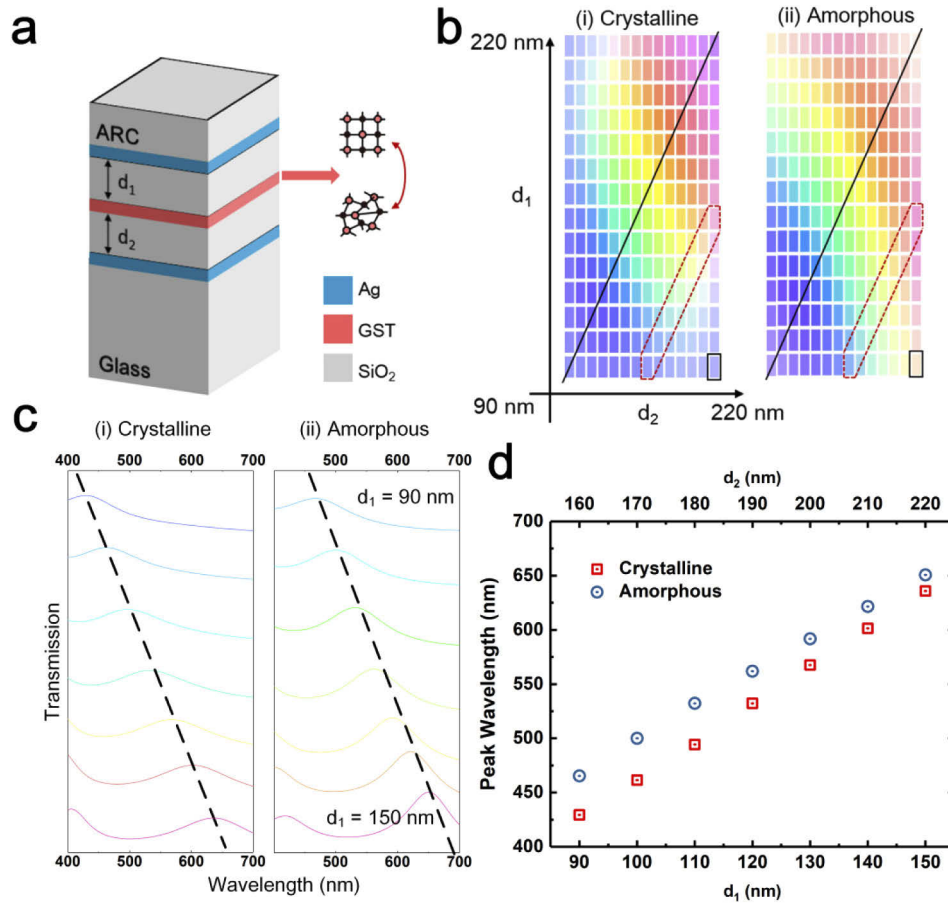 a
ARC
d₁
d₂
Glass
Ag
GST
SiO₂
b
(i) Crystalline
(ii) Amorphous
220 nm
d₁
90 nm
d₂
220 nm
c
(i) Crystalline
(ii) Amorphous
400 500 600 700
400 500 600 700
d₁ = 90 nm
d₁ = 150 nm
Transmission
400 500 600 700
500 600 700
Wavelength (nm)
d
d₂ (nm)
160 170 180 190 200 210 220
700
650
600
550
500
450
400
Crystalline
Amorphous
Peak Wavelength (nm)
90 100 110 120 130 140 150
d₁ (nm)